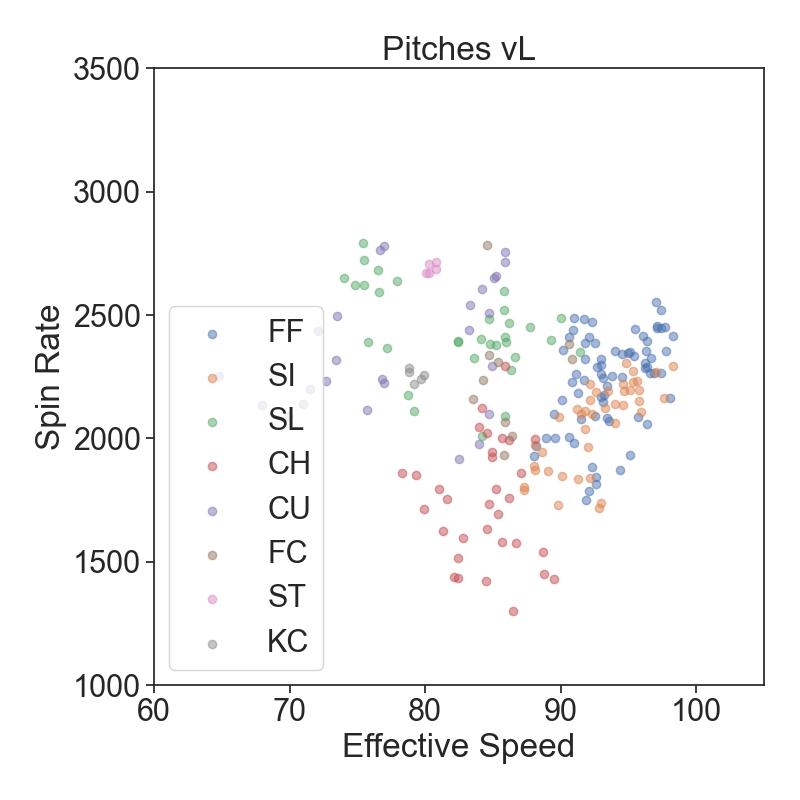 Pitches vL
3500
3000
2500
2000
1500
1000
Spin Rate
FF
SI
SL
CH
CU
FC
ST
KC
60 70 80 90 100
Effective Speed